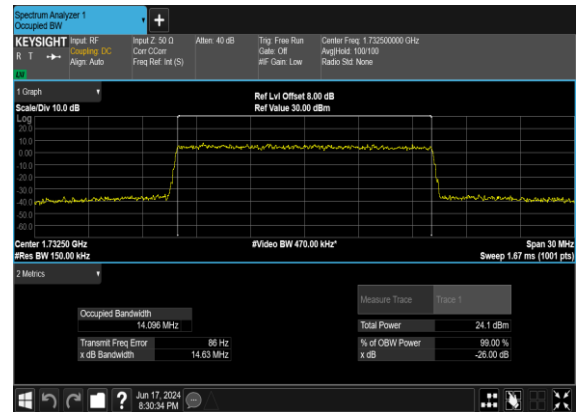 Spectrum Analyzer 1
Occupied BW
+
KEYSIGHT Input: RF Input Z: 50 Ω Atten: 40 dB Trig: Free Run Center Freq: 1.732500000 GHz
R T Coupling: DC Corr CCorr Gate: Off Avg|Hold: 100/100
Align: Auto Freq Ref: Int (S) #IF Gain: Low Radio Std: None
1 Graph Ref Lvl Offset 8.00 dB
Scale/Div 10.0 dB Ref Value 30.00 dBm
Log
20.0
10.0
0.00
-10.0
-20.0
-30.0
-40.0
-50.0
-60.0
Center 1.73250 GHz #Video BW 470.00 kHz* Span 30 MHz
#Res BW 150.00 kHz Sweep 1.67 ms (1001 pts)
2 Metrics
Measure Trace Trace 1
Occupied Bandwidth
14.096 MHz Total Power 24.1 dBm
Transmit Freq Error 86 Hz % of OBW Power 99.00 %
x dB Bandwidth 14.63 MHz x dB -26.00 dB
? Jun 17, 2024
8:30:34 PM